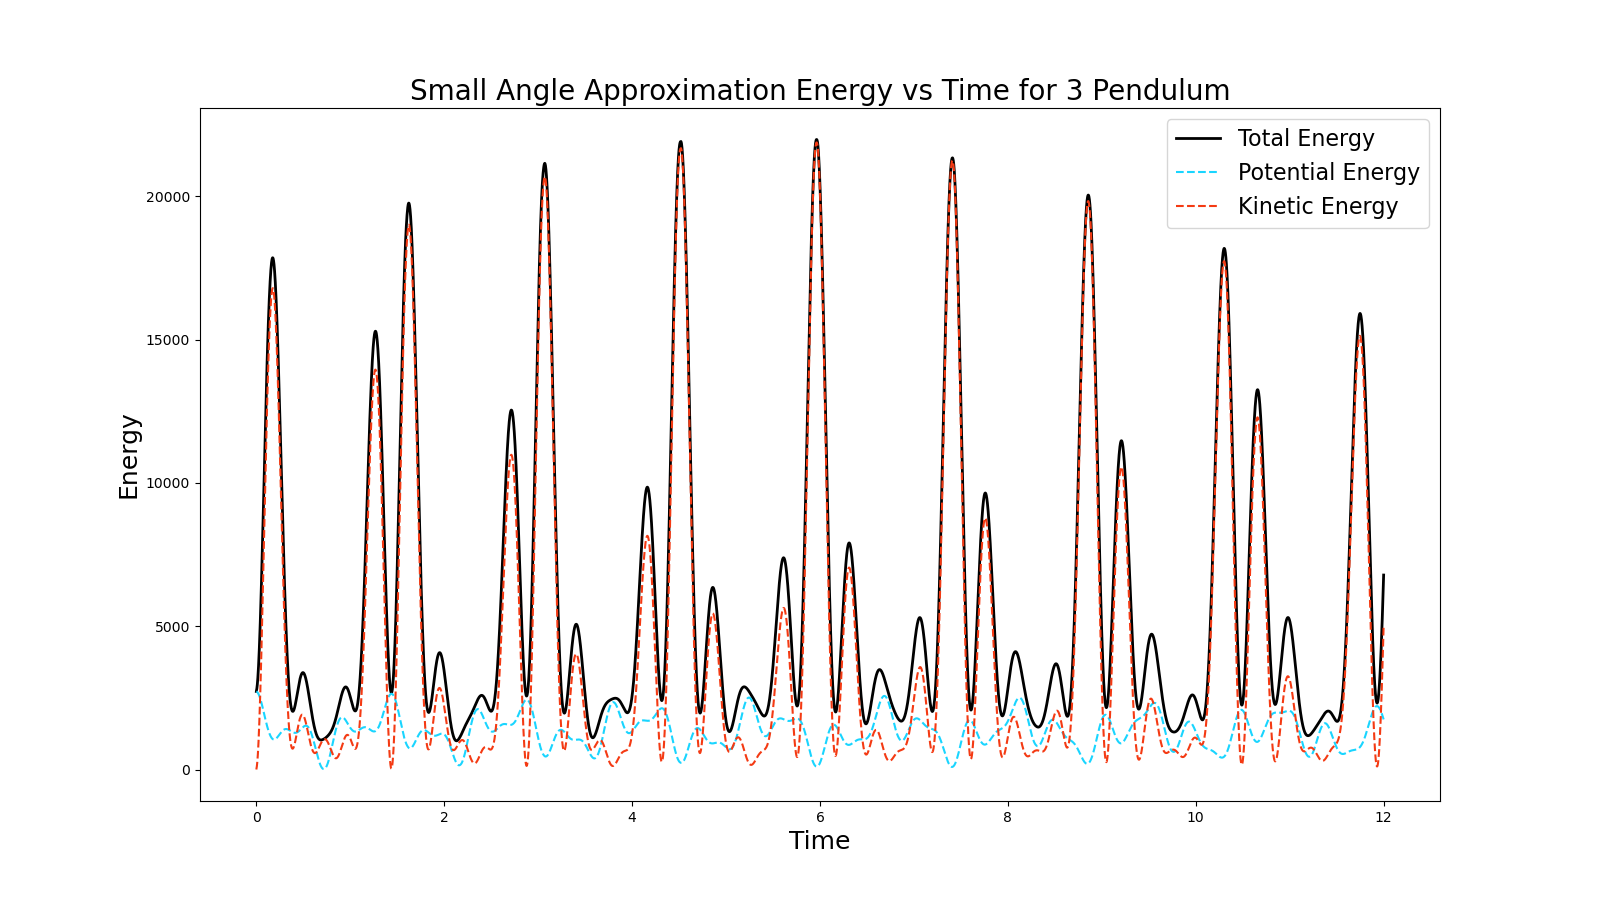 Small Angle Approximation Energy vs Time for 3 Pendulum
Total Energy
Potential Energy
Kinetic Energy
Energy
20000
15000
10000
5000
0
0 2 4 6 8 10 12
Time